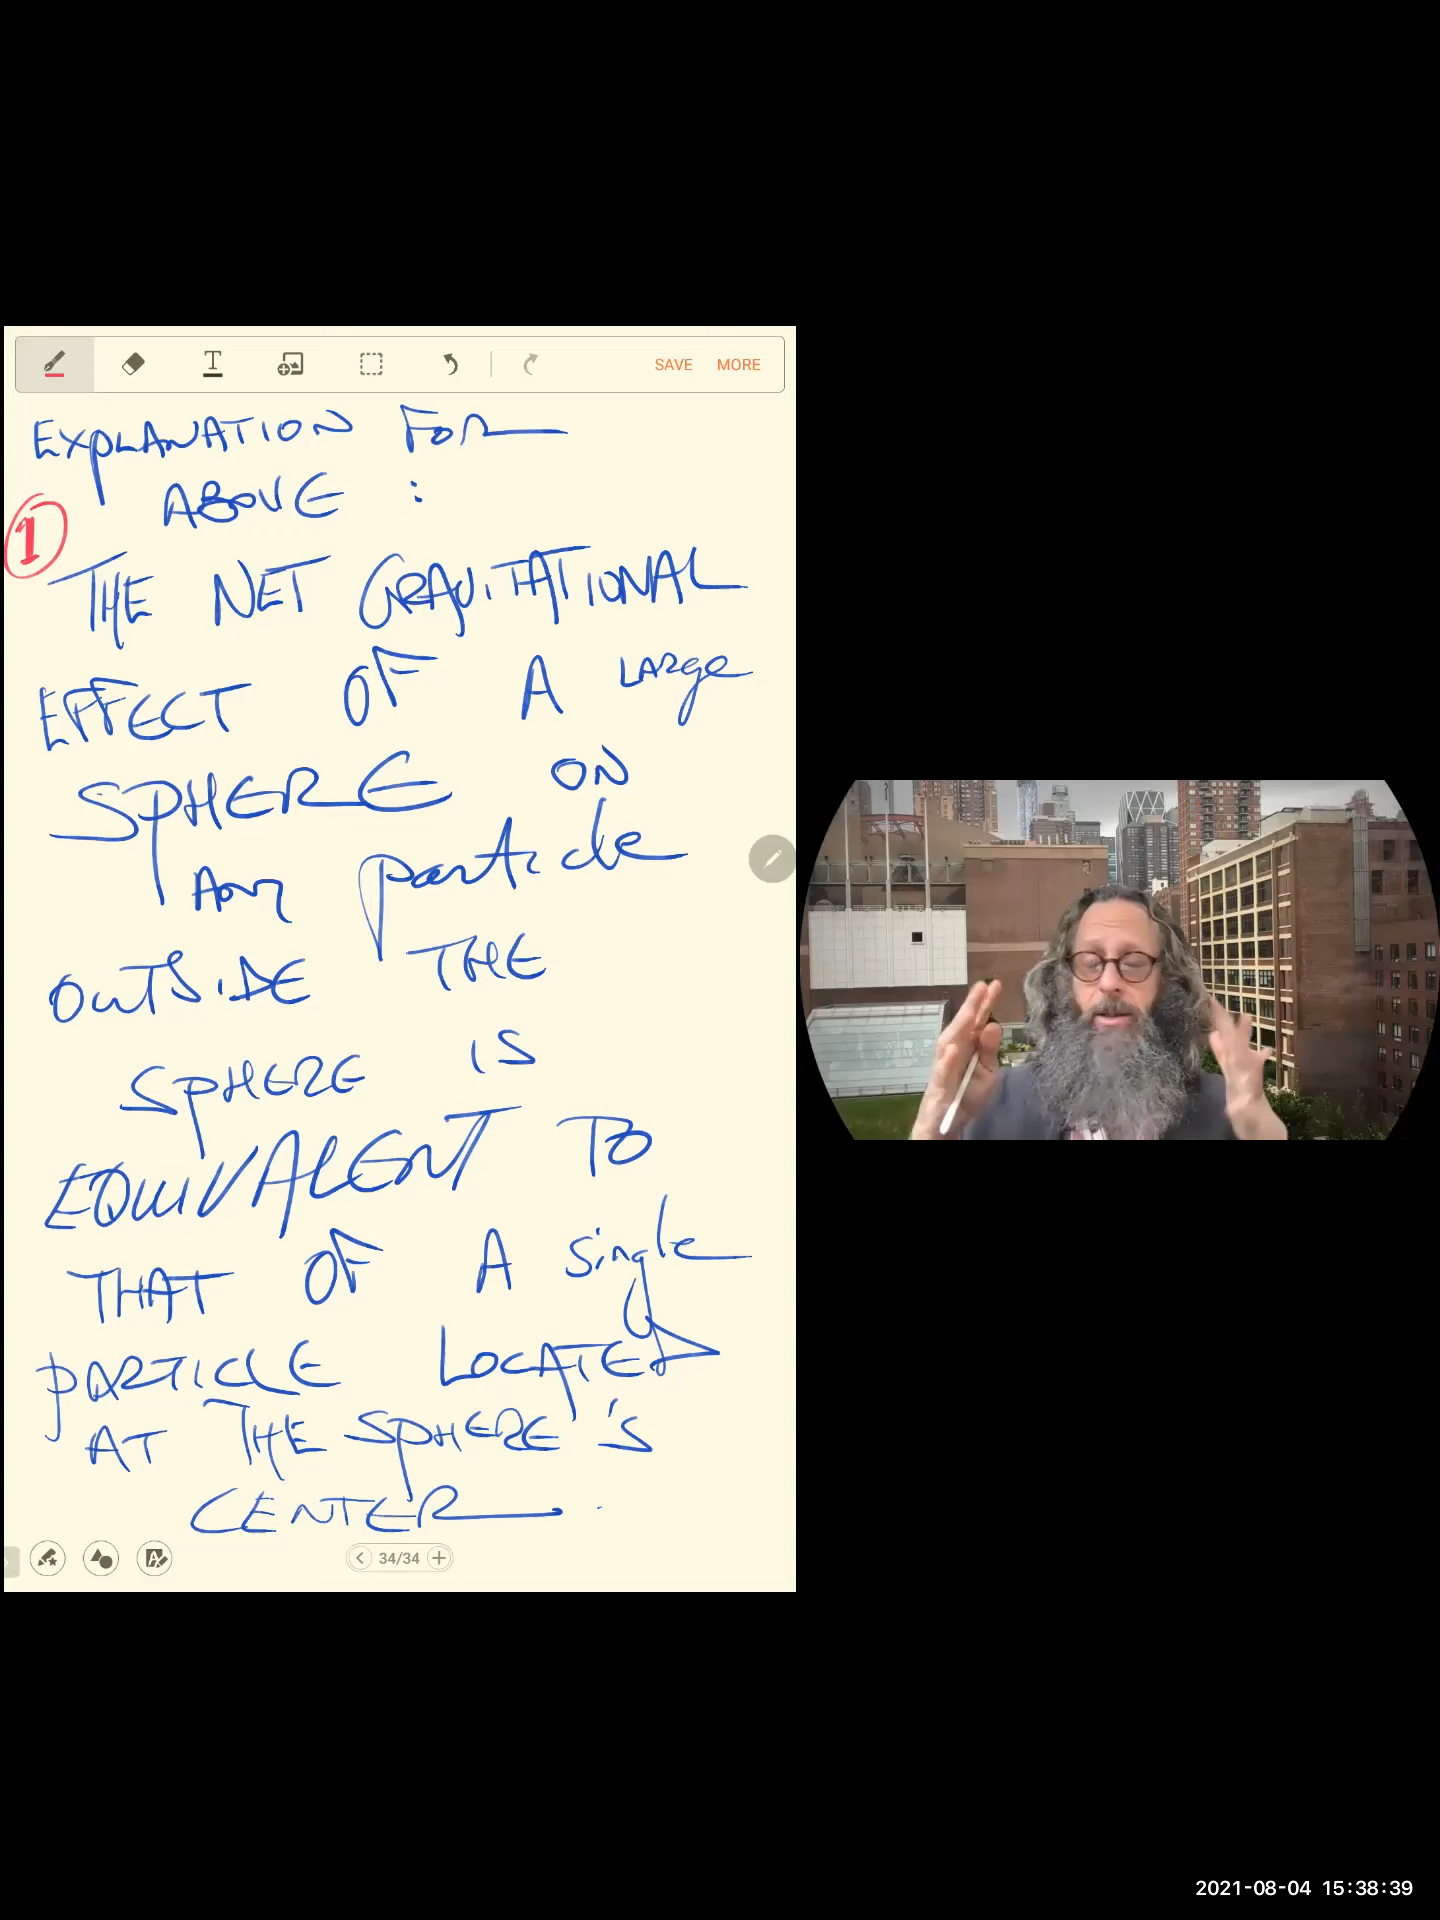 SAVE MORE
EXPLANATION FOR
ABOVE :
1
THE NET GRAVITATIONAL
EFFECT OF A LARge
SPHERE ON
Any particle
OUTSIDE THE
SPHERE IS
EQUIVALENT TO
THAT OF A single
PARTICLE LOCATED
AT THE SPHERE'S
CENTER.
34/34
2021-08-04 15:38:39